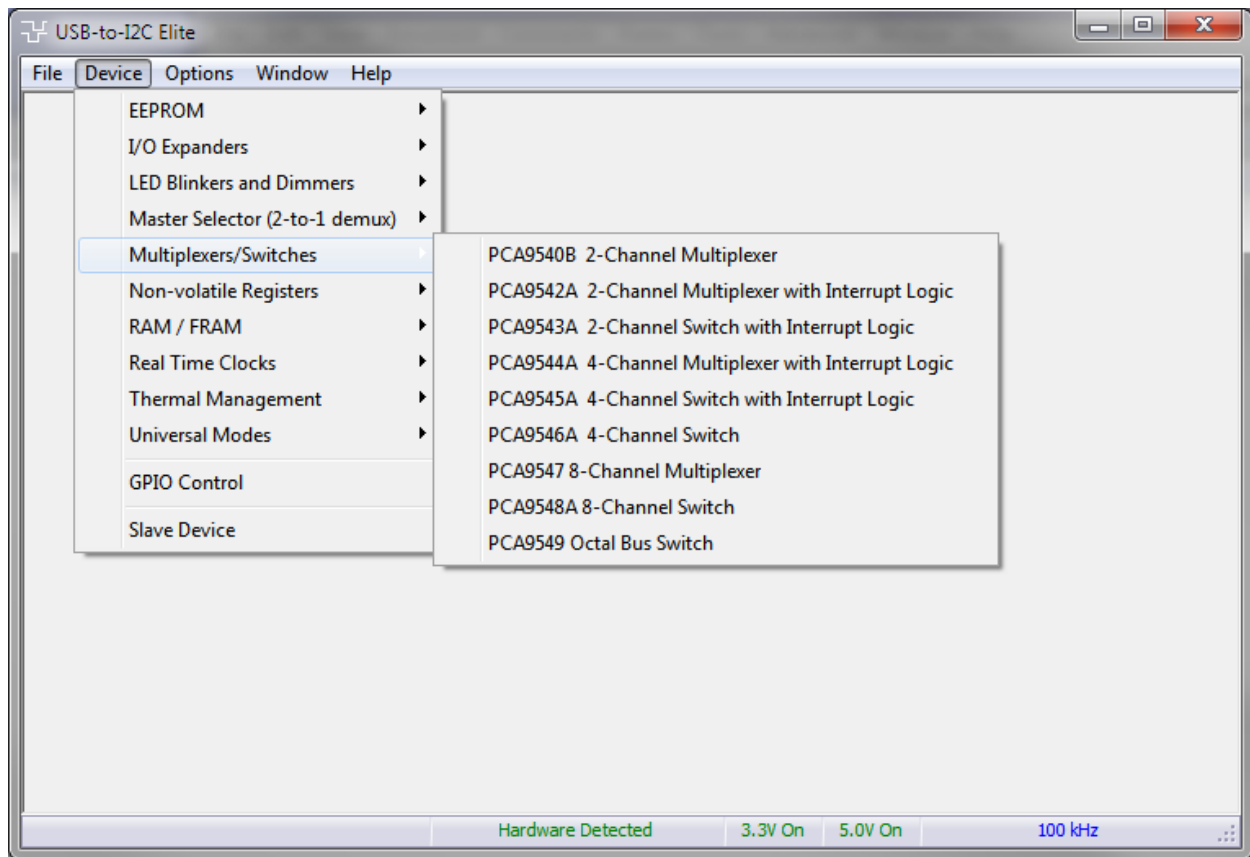 USB-to-I2C Elite
File Device Options Window Help
EEPROM
I/O Expanders
LED Blinkers and Dimmers
Master Selector (2-to-1 demux)
Multiplexers/Switches
Non-volatile Registers
RAM / FRAM
Real Time Clocks
Thermal Management
Universal Modes
GPIO Control
Slave Device
PCA9540B  2-Channel Multiplexer
PCA9542A  2-Channel Multiplexer with Interrupt Logic
PCA9543A  2-Channel Switch with Interrupt Logic
PCA9544A  4-Channel Multiplexer with Interrupt Logic
PCA9545A  4-Channel Switch with Interrupt Logic
PCA9546A  4-Channel Switch
PCA9547 8-Channel Multiplexer
PCA9548A 8-Channel Switch
PCA9549 Octal Bus Switch
Hardware Detected 3.3V On 5.0V On 100 kHz